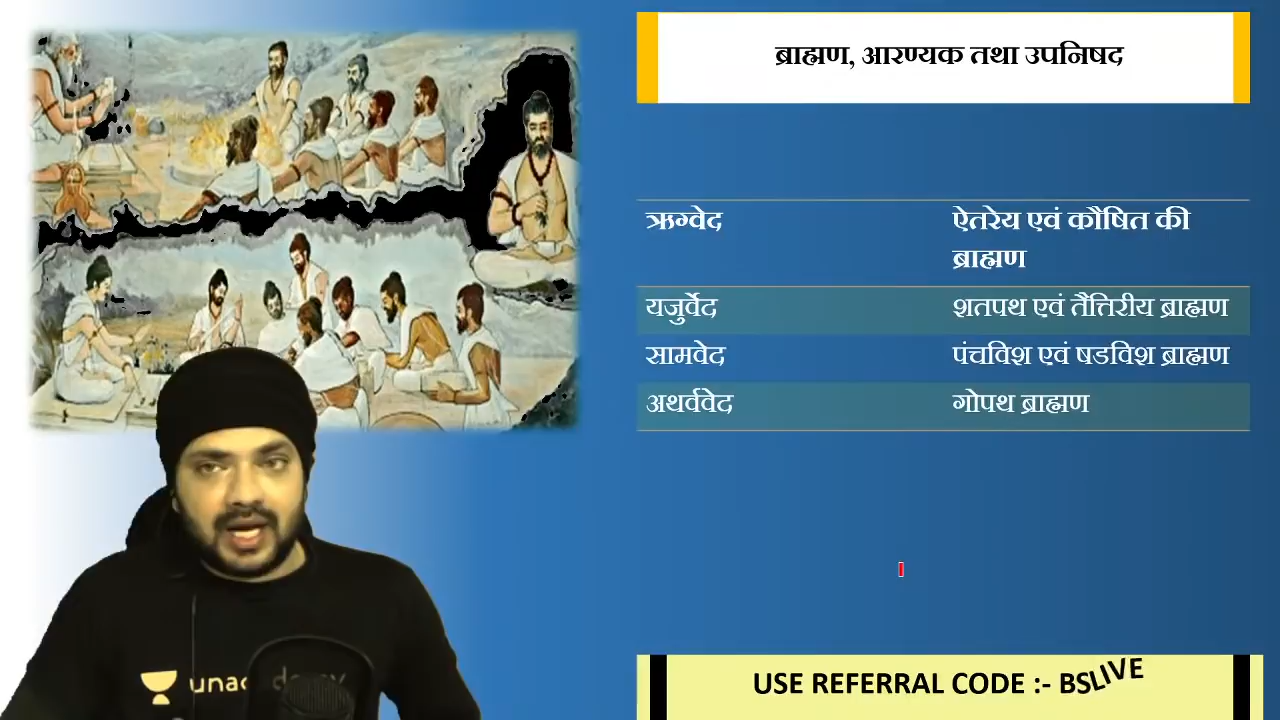 ब्राह्मण, आरण्यक तथा उपनिषद
ऋग्वेद ऐतरेय एवं कौषित की
ब्राह्मण
यजुर्वेद शतपथ एवं तैत्तिरीय ब्राह्मण
सामवेद पंचविश एवं षडविश ब्राह्मण
अथर्ववेद गोपथ ब्राह्मण
USE REFERRAL CODE :- BSLIVE